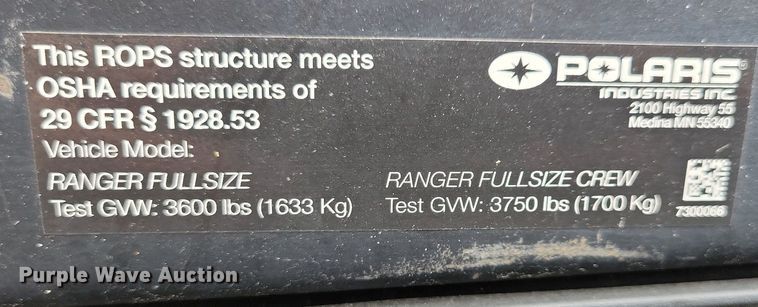 This ROPS structure meets
OSHA requirements of
29 CFR § 1928.53
Vehicle Model:
RANGER FULLSIZE
Test GVW: 3600 lbs (1633 Kg)
POLARIS®
INDUSTRIES INC
2100 Highway 55
Medina MN 55340
RANGER FULLSIZE CREW
Test GVW: 3750 lbs (1700 Kg)
7300066
Purple Wave Auction